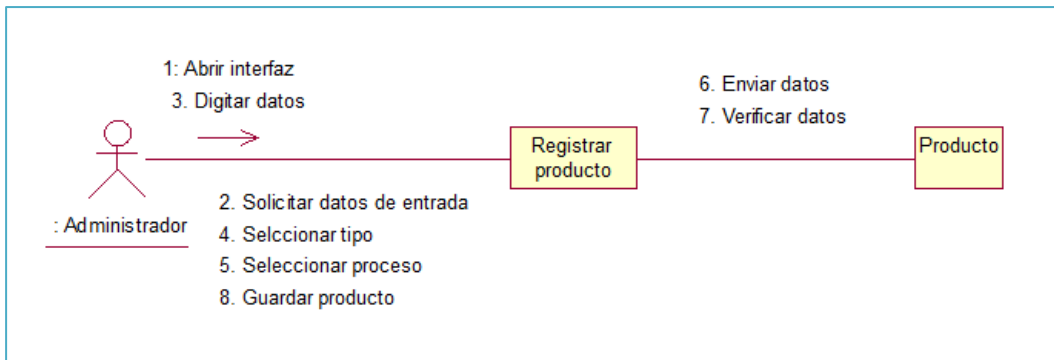 1: Abrir interfaz
3. Digitar datos
6. Enviar datos
7. Verificar datos
Registrar
producto
Producto
: Administrador
2. Solicitar datos de entrada
4. Selccionar tipo
5. Seleccionar proceso
8. Guardar producto